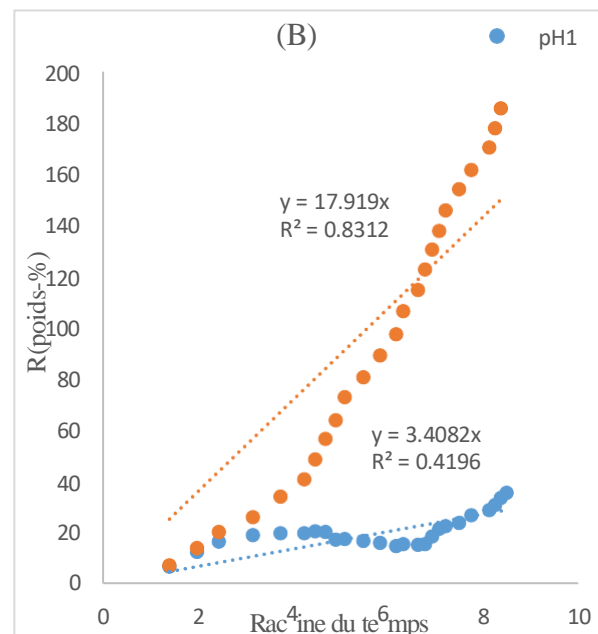 (B)
pH1
200
180
160
140
120
100
80
60
40
20
0
R(poids-%)
y = 17.919x
R² = 0.8312
y = 3.4082x
R² = 0.4196
0 2 4 6 8 10
Rac ine du te mps